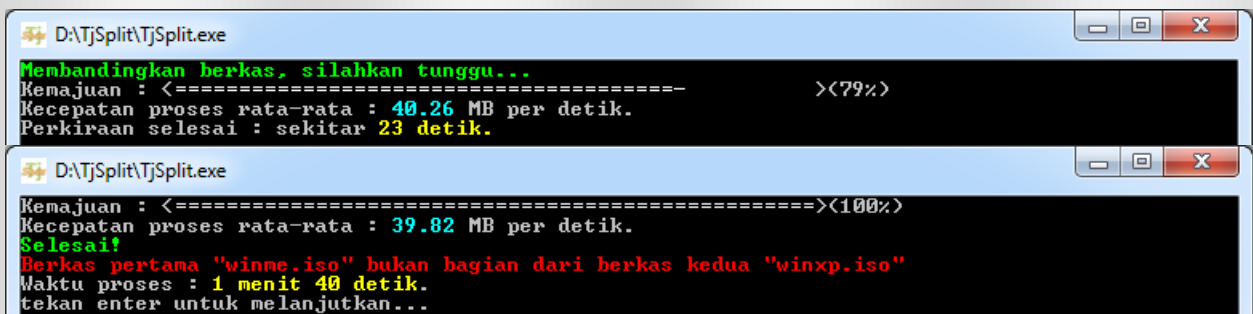 D:\TjSplit\TjSplit.exe
Membandingkan berkas, silahkan tunggu...
Kemajuan : <=======================================-          >(79%)
Kecepatan proses rata-rata : 40.26 MB per detik.
Perkiraan selesai : sekitar 23 detik.
D:\TjSplit\TjSplit.exe
Kemajuan : <==================================================>(100%)
Kecepatan proses rata-rata : 39.82 MB per detik.
Selesai!
Berkas pertama "winme.iso" bukan bagian dari berkas kedua "winxp.iso"
Waktu proses : 1 menit 40 detik.
tekan enter untuk melanjutkan...